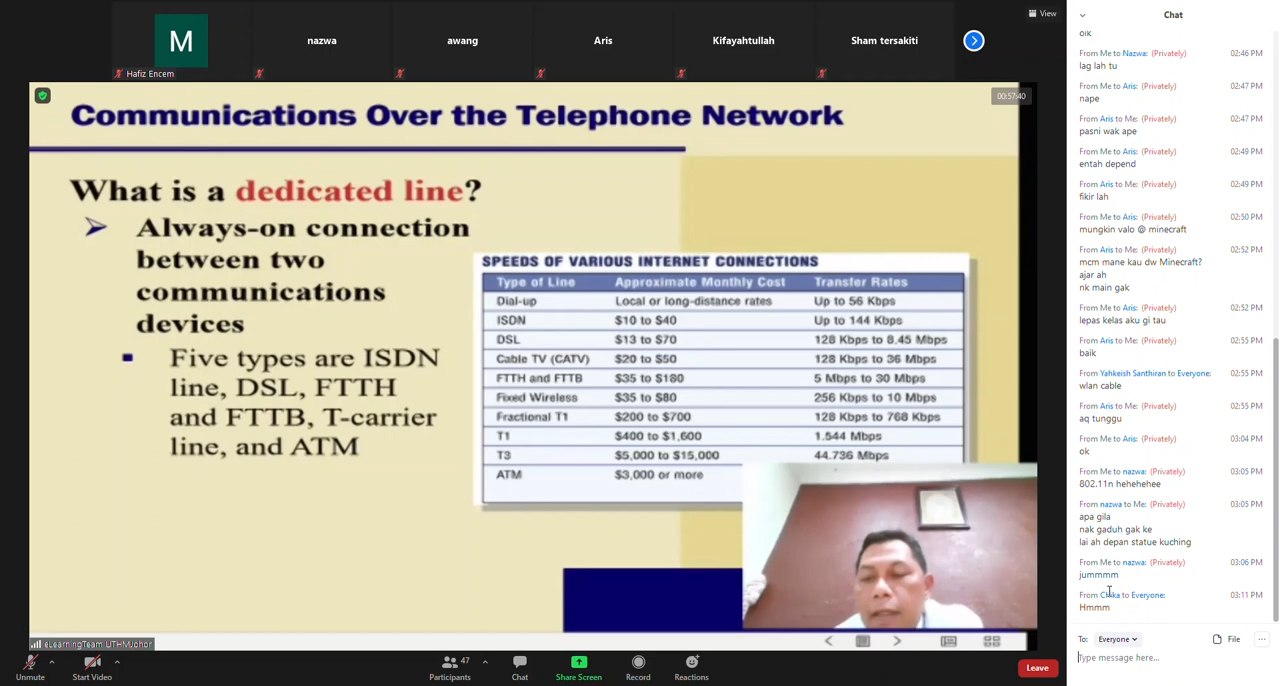 View
M
Hafiz Encem
nazwa
awang
Aris
Kifayahtullah
Sham tersakiti
00:57:40
Communications Over the Telephone Network
What is a dedicated line?
Always-on connection
between two
communications
devices
Five types are ISDN
line, DSL, FTTH
and FTTB, T-carrier
line, and ATM
SPEEDS OF VARIOUS INTERNET CONNECTIONS
Type of Line Approximate Monthly Cost Transfer Rates
Dial-up Local or long-distance rates Up to 56 Kbps
ISDN $10 to $40 Up to 144 Kbps
DSL $13 to $70 128 Kbps to 8.45 Mbps
Cable TV (CATV) $20 to $50 128 Kbps to 36 Mbps
FTTH and FTTB $35 to $180 5 Mbps to 30 Mbps
Fixed Wireless $35 to $80 256 Kbps to 10 Mbps
Fractional T1 $200 to $700 128 Kbps to 768 Kbps
T1 $400 to $1,600 1.544 Mbps
T3 $5,000 to $15,000 44.736 Mbps
ATM $3,000 or more
eLearningTeam UTHMJohor
Unmute
Start Video
47
Participants
Chat
Share Screen
Record
Reactions
Leave
Chat
From Me to Nazwa: (Privately) 02:46 PM
lag lah tu
From Me to Aris: (Privately) 02:47 PM
nape
From Aris to Me: (Privately) 02:47 PM
pasni wak ape
From Me to Aris: (Privately) 02:49 PM
entah depend
From Aris to Me: (Privately) 02:49 PM
fikir lah
From Me to Aris: (Privately) 02:50 PM
mungkin valo @ minecraft
From Aris to Me: (Privately) 02:52 PM
mcm mane kau dw Minecraft?
ajar ah
nk main gak
From Me to Aris: (Privately) 02:52 PM
lepas kelas aku gi tau
From Aris to Me: (Privately) 02:55 PM
baik
From Yahkeish Santhiran to Everyone: 02:55 PM
wlan cable
From Aris to Me: (Privately) 02:55 PM
aq tunggu
From Me to Aris: (Privately) 03:04 PM
ok
From Me to nazwa: (Privately) 03:05 PM
802.11n hehehehee
From nazwa to Me: (Privately) 03:05 PM
apa gila
nak gaduh gak ke
lai ah depan statue kuching
From Me to nazwa: (Privately) 03:06 PM
jummmm
From to Everyone: 03:11 PM
Hmmm
To: Everyone
File
Type message here...